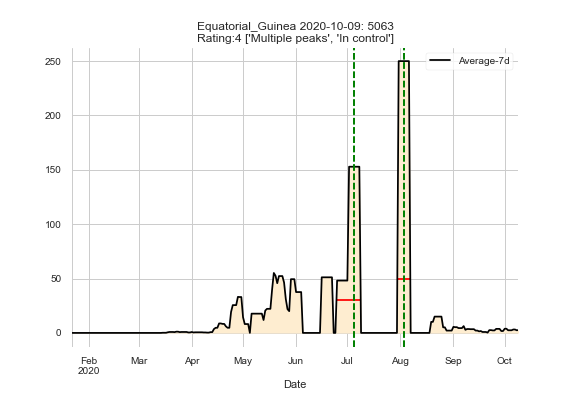 Equatorial_Guinea 2020-10-09: 5063
Rating:4 ['Multiple peaks', 'In control']
Average-7d
250
200
150
100
50
0
Feb Mar Apr May Jun Jul Aug Sep Oct
2020
Date